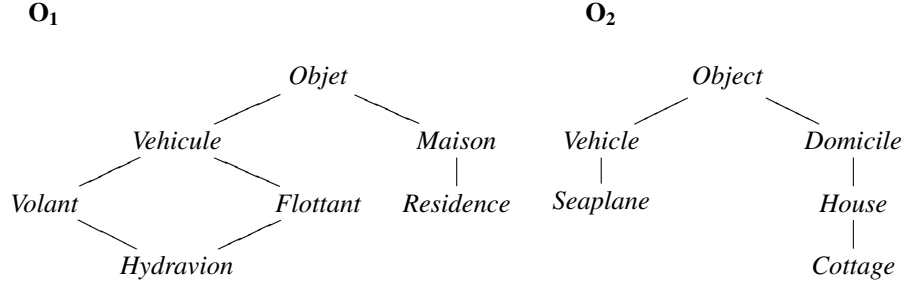 O1 O2
Objet Object
Vehicule Maison Vehicle Domicile
Volant Flottant Residence Seaplane House
Hydravion Cottage